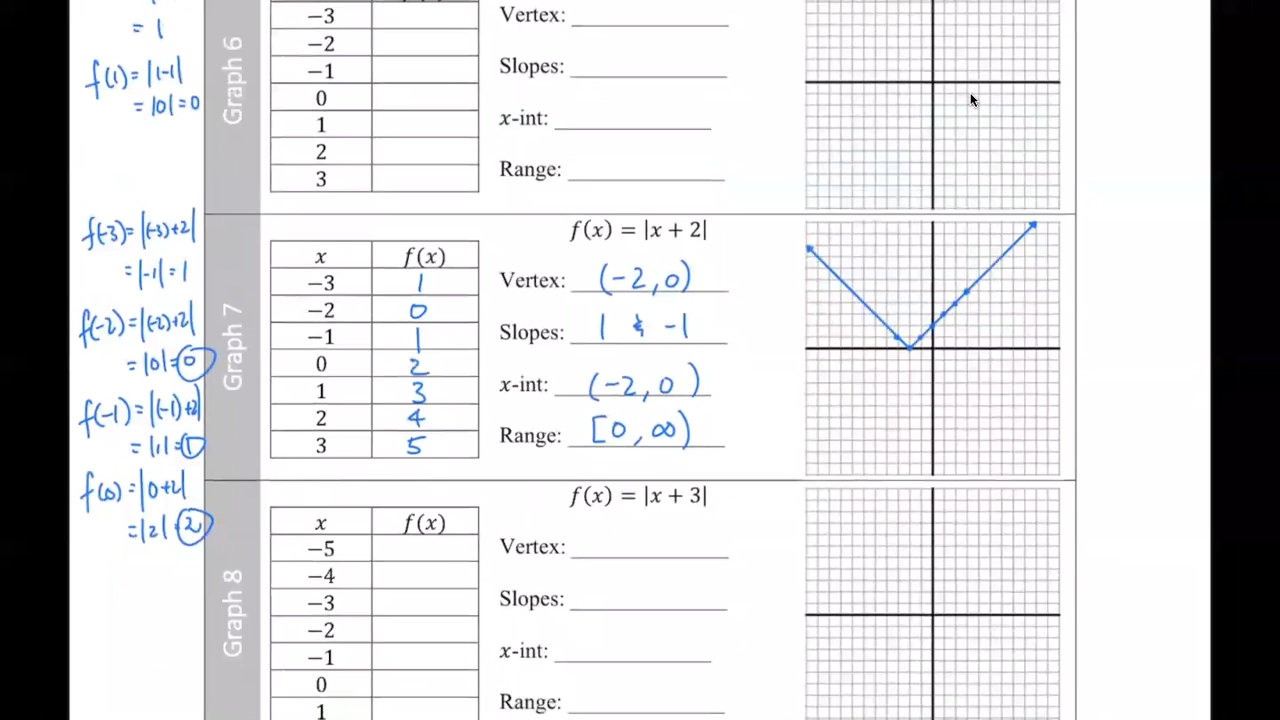 = 1
f(1) = |1-1|
= |0| = 0
Graph 6
−3
−2
−1
0
1
2
3
Vertex:
Slopes:
x-int:
Range:
f(-3) = |(-3)+2|
= |-1| = 1
f(-2) = |(-2)+2|
= |0| = 0
f(-1) = |(-1)+2|
= |1| = 1
f(0) = |0+2|
= |2| = 2
Graph 7
f(x) = |x + 2|
x f(x)
−3 1
−2 0
−1 1
0 2
1 3
2 4
3 5
Vertex: (-2, 0)
Slopes: 1 & -1
x-int: (-2, 0)
Range: [0, ∞)
Graph 8
f(x) = |x + 3|
x f(x)
−5
−4
−3
−2
−1
0
1
Vertex:
Slopes:
x-int:
Range: